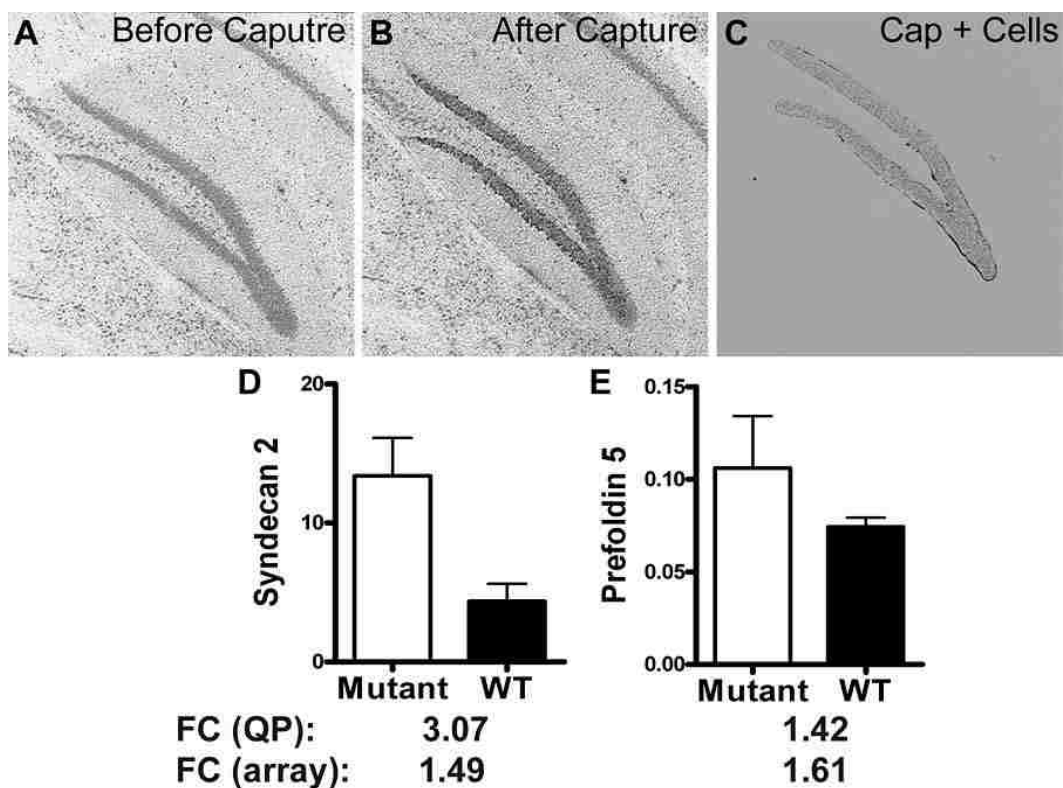 A Before Caputre
B After Capture
C Cap + Cells
D
20
10
0
Syndecan 2
Mutant WT
E
0.15
0.10
0.05
0.00
Prefoldin 5
Mutant WT
FC (QP): 3.07 1.42
FC (array): 1.49 1.61